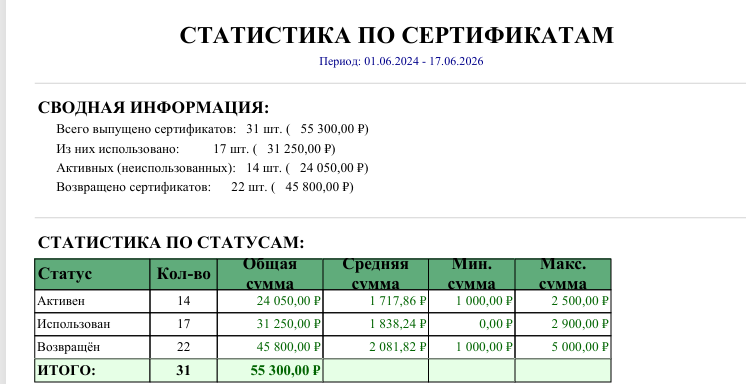 СТАТИСТИКА ПО СЕРТИФИКАТАМ
Период: 01.06.2024 - 17.06.2026
СВОДНАЯ ИНФОРМАЦИЯ:
Всего выпущено сертификатов: 31 шт. ( 55 300,00 ₽)
Из них использовано: 17 шт. ( 31 250,00 ₽)
Активных (неиспользованных): 14 шт. ( 24 050,00 ₽)
Возвращено сертификатов: 22 шт. ( 45 800,00 ₽)
СТАТИСТИКА ПО СТАТУСАМ:
Статус Кол-во Общая сумма Средняя сумма Мин. сумма Макс. сумма
Активен 14 24 050,00 ₽ 1 717,86 ₽ 1 000,00 ₽ 2 500,00 ₽
Использован 17 31 250,00 ₽ 1 838,24 ₽ 0,00 ₽ 2 900,00 ₽
Возвращён 22 45 800,00 ₽ 2 081,82 ₽ 1 000,00 ₽ 5 000,00 ₽
ИТОГО: 31 55 300,00 ₽